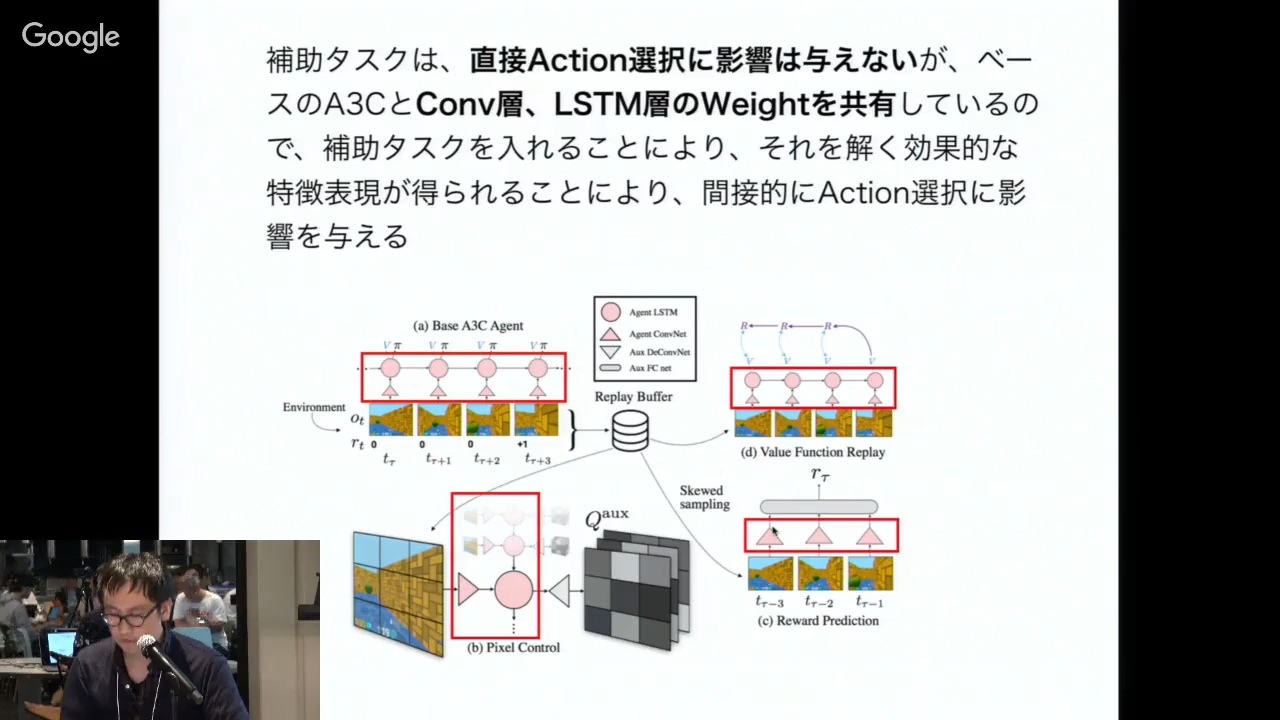 Google
補助タスクは、直接Action選択に影響は与えないが、ベー
スのA3CとConv層、LSTM層のWeightを共有しているの
で、補助タスクを入れることにより、それを解く効果的な
特徴表現が得られることにより、間接的にAction選択に影
響を与える
(a) Base A3C Agent
V π V π V π V π
Environment
oₜ
rₜ 0 0 0 +1
t_τ t_τ+1 t_τ+2 t_τ+3
Agent LSTM
Agent ConvNet
Aux DeConvNet
Aux FC net
Replay Buffer
R R R
V V V V
(d) Value Function Replay
Skewed
sampling
r_τ
t_τ−3 t_τ−2 t_τ−1
(c) Reward Prediction
Q^aux
(b) Pixel Control